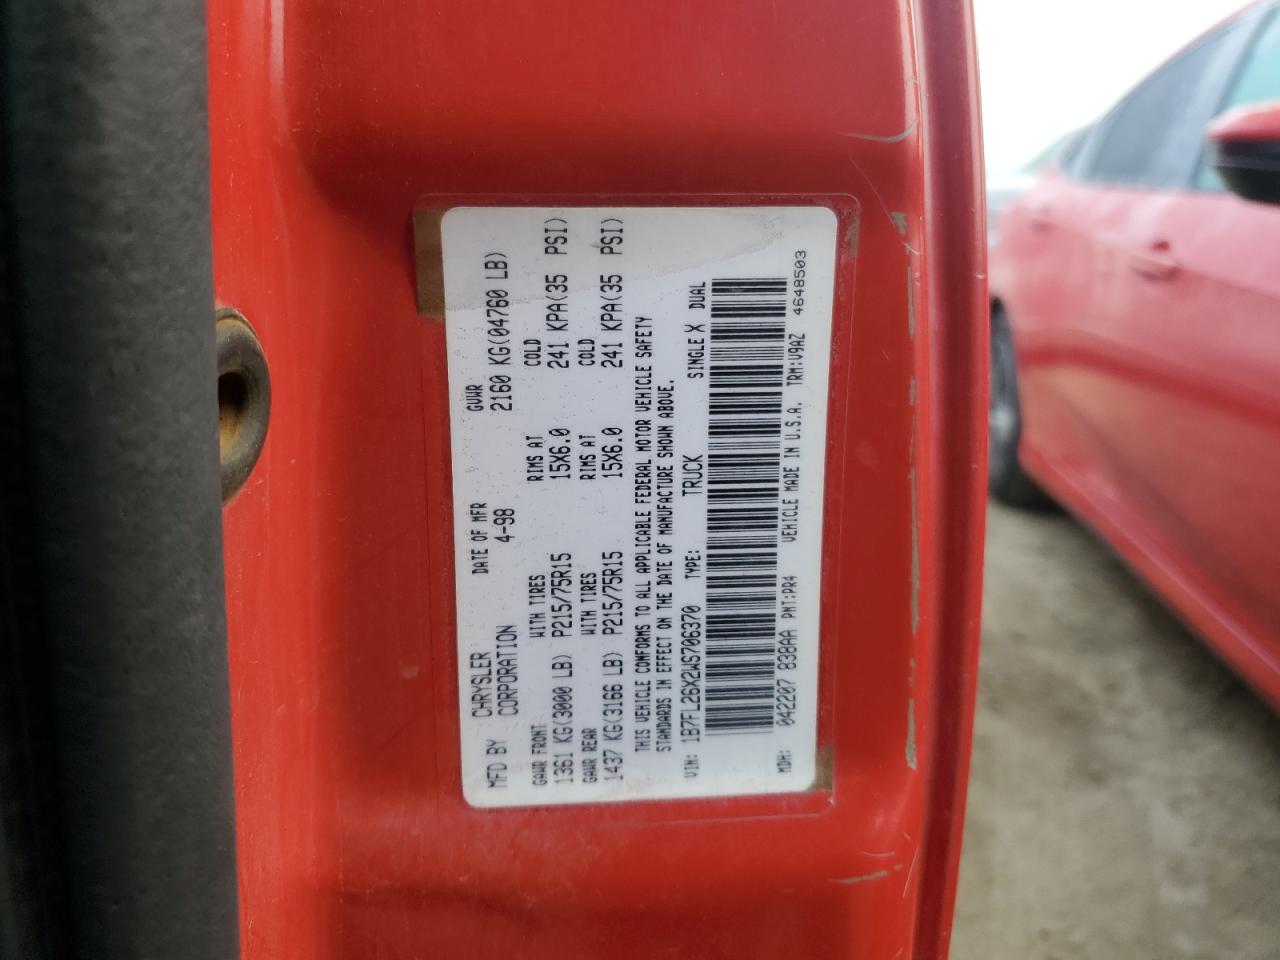 MFD BY CHRYSLER CORPORATION DATE OF MFR 4-98 GVWR 2160 KG(04760 LB)
GAWR FRONT WITH TIRES RIMS AT COLD
1361 KG(3000 LB) P215/75R15 15X6.0 241 KPA(35 PSI)
GAWR REAR WITH TIRES RIMS AT COLD
1437 KG(3166 LB) P215/75R15 15X6.0 241 KPA(35 PSI)
THIS VEHICLE CONFORMS TO ALL APPLICABLE FEDERAL MOTOR VEHICLE SAFETY
STANDARDS IN EFFECT ON THE DATE OF MANUFACTURE SHOWN ABOVE.
VIN: 1B7FL26X2WS706370 TYPE: TRUCK SINGLE X DUAL
MDH: 042207 838AA PNT:PR4 VEHICLE MADE IN U.S.A. TRM:V9AZ 4648503